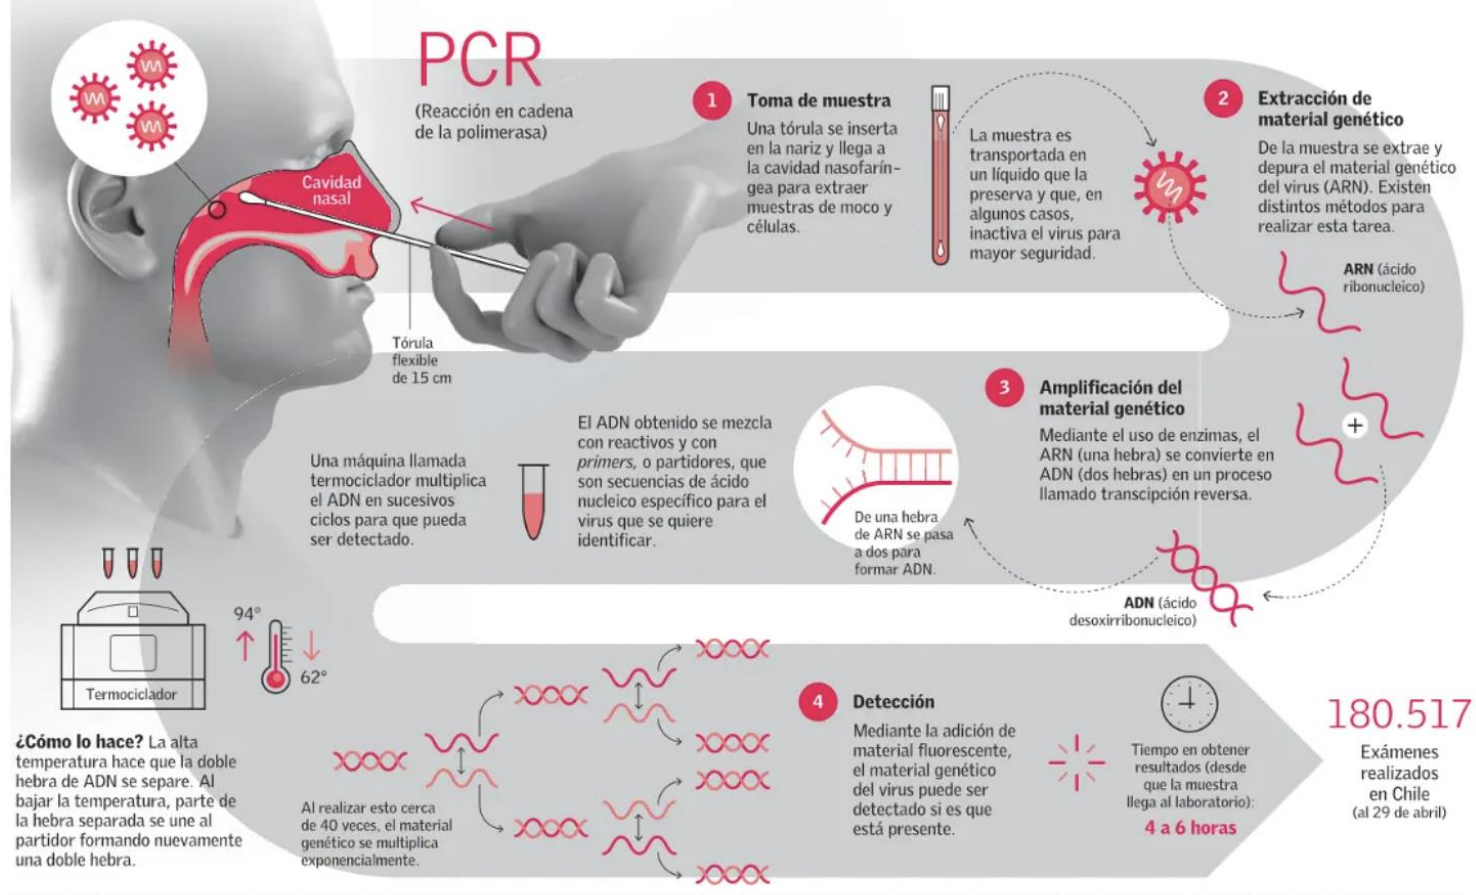 PCR
(Reacción en cadena
de la polimerasa)
Cavidad
nasal
Tórula
flexible
de 15 cm
1
Toma de muestra
Una tórula se inserta
en la nariz y llega a
la cavidad nasofarín-
gea para extraer
muestras de moco y
células.
La muestra es
transportada en
un líquido que la
preserva y que, en
algunos casos,
inactiva el virus para
mayor seguridad.
2
Extracción de
material genético
De la muestra se extrae y
depura el material genético
del virus (ARN). Existen
distintos métodos para
realizar esta tarea.
ARN (ácido
ribonucleico)
+
3
Amplificación del
material genético
Mediante el uso de enzimas, el
ARN (una hebra) se convierte en
ADN (dos hebras) en un proceso
llamado transcipción reversa.
ADN (ácido
desoxirribonucleico)
De una hebra
de ARN se pasa
a dos para
formar ADN.
El ADN obtenido se mezcla
con reactivos y con
primers, o partidores, que
son secuencias de ácido
nucleico específico para el
virus que se quiere
identificar.
Una máquina llamada
termociclador multiplica
el ADN en sucesivos
ciclos para que pueda
ser detectado.
Termociclador
94°
62°
¿Cómo lo hace? La alta
temperatura hace que la doble
hebra de ADN se separe. Al
bajar la temperatura, parte de
la hebra separada se une al
partidor formando nuevamente
una doble hebra.
Al realizar esto cerca
de 40 veces, el material
genético se multiplica
exponencialmente.
4
Detección
Mediante la adición de
material fluorescente,
el material genético
del virus puede ser
detectado si es que
está presente.
Tiempo en obtener
resultados (desde
que la muestra
llega al laboratorio):
4 a 6 horas
180.517
Exámenes
realizados
en Chile
(al 29 de abril)